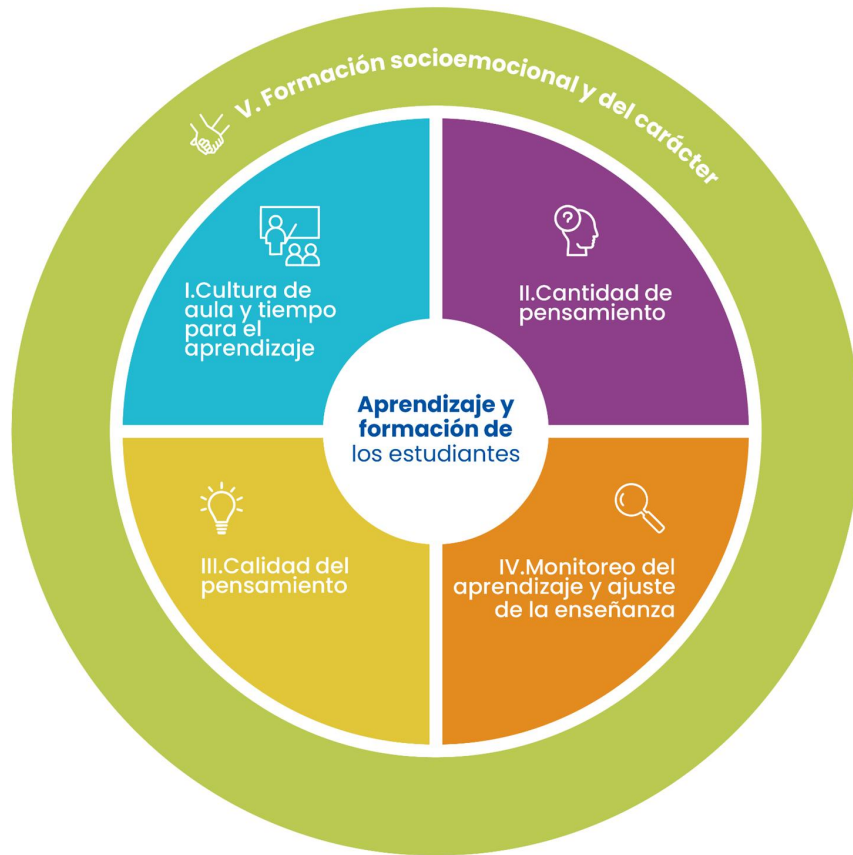 V. Formación socioemocional y del carácter
I.Cultura de
aula y tiempo
para el
aprendizaje
?
II.Cantidad de
pensamiento
Aprendizaje y
formación de
los estudiantes
III.Calidad del
pensamiento
IV.Monitoreo del
aprendizaje y ajuste
de la enseñanza